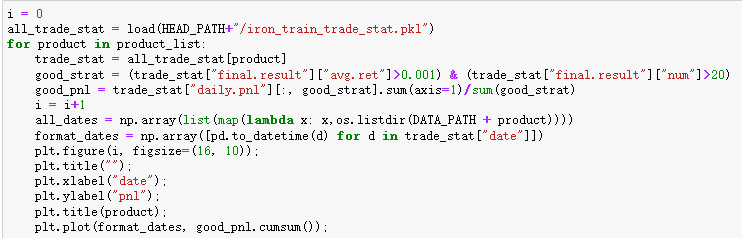 i = 0
all_trade_stat = load(HEAD_PATH+"/iron_train_trade_stat.pkl")
for product in product_list:
    trade_stat = all_trade_stat[product]
    good_strat = (trade_stat["final.result"]["avg.ret"]>0.001) & (trade_stat["final.result"]["num"]>20)
    good_pnl = trade_stat["daily.pnl"][:, good_strat].sum(axis=1)/sum(good_strat)
    i = i+1
    all_dates = np.array(list(map(lambda x: x,os.listdir(DATA_PATH + product))))
    format_dates = np.array([pd.to_datetime(d) for d in trade_stat["date"]])
    plt.figure(i, figsize=(16, 10));
    plt.title("");
    plt.xlabel("date");
    plt.ylabel("pnl");
    plt.title(product);
    plt.plot(format_dates, good_pnl.cumsum());